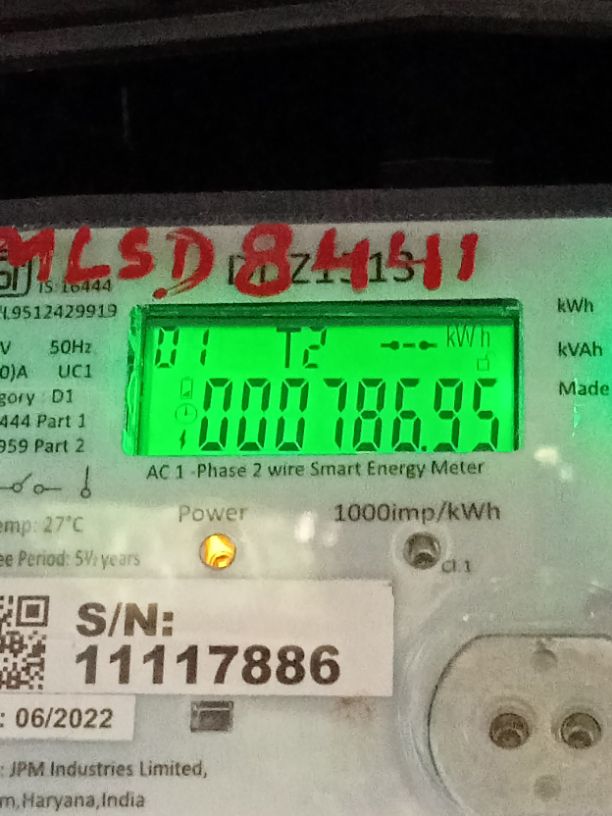 MLSD8441
IS 16444
9512429919
V 50Hz
0)A UC1
gory : D1
444 Part 1
959 Part 2
emp: 27°C
ee Period: 5½ years
01 T2 kWh
000786.95
kWh
kVAh
Made
AC 1 -Phase 2 wire Smart Energy Meter
Power 1000imp/kWh
Cl.1
S/N:
11117886
: 06/2022
: JPM Industries Limited,
m,Haryana,India